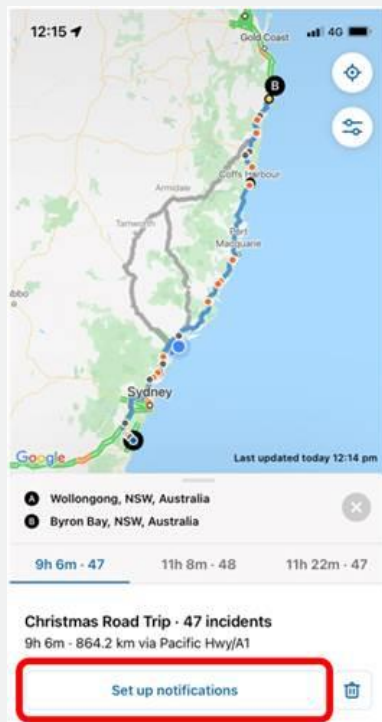 12:15
4G
Gold Coast
B
Coffs Harbour
Armidale
Tamworth
Port
Macquarie
bbo
Sydney
Google
Last updated today 12:14 pm
A Wollongong, NSW, Australia
B Byron Bay, NSW, Australia
9h 6m · 47
11h 8m · 48
11h 22m · 47
Christmas Road Trip · 47 incidents
9h 6m · 864.2 km via Pacific Hwy/A1
Set up notifications